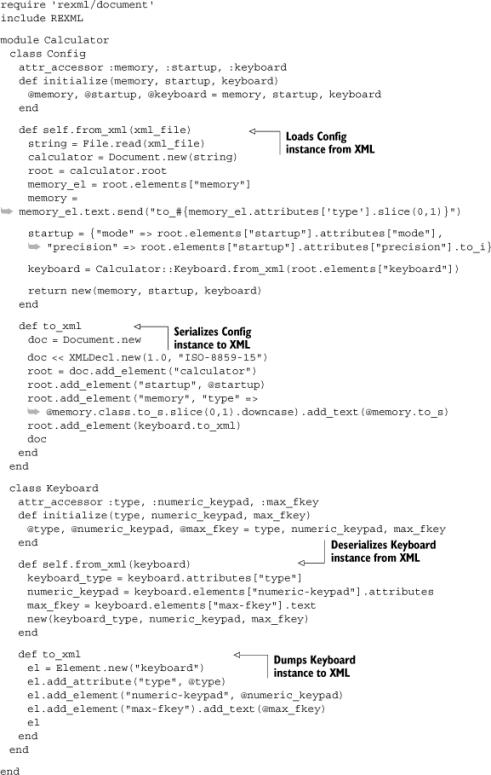 require 'rexml/document'
include REXML
module Calculator
class Config
attr_accessor :memory, :startup, :keyboard
def initialize(memory, startup, keyboard)
@memory, @startup, @keyboard = memory, startup, keyboard
end
def self.from_xml(xml_file)
Loads Config
instance from XML
string = File.read(xml_file)
calculator = Document.new(string)
root = calculator.root
memory_el = root.elements["memory"]
memory =
memory_el.text.send("to_#{memory_el.attributes['type'].slice(0,1)}")
startup = {"mode" => root.elements["startup"].attributes["mode"],
"precision" => root.elements["startup"].attributes["precision"].to_i}
keyboard = Calculator::Keyboard.from_xml(root.elements["keyboard"])
return new(memory, startup, keyboard)
end
def to_xml
Serializes Config
instance to XML
doc = Document.new
doc << XMLDecl.new(1.0, "ISO-8859-15")
root = doc.add_element("calculator")
root.add_element("startup", @startup)
root.add_element("memory", "type" =>
@memory.class.to_s.slice(0,1).downcase).add_text(@memory.to_s)
root.add_element(keyboard.to_xml)
doc
end
end
class Keyboard
attr_accessor :type, :numeric_keypad, :max_fkey
def initialize(type, numeric_keypad, max_fkey)
@type, @numeric_keypad, @max_fkey = type, numeric_keypad, max_fkey
end
Deserializes Keyboard
instance from XML
def self.from_xml(keyboard)
keyboard_type = keyboard.attributes["type"]
numeric_keypad = keyboard.elements["numeric-keypad"].attributes
max_fkey = keyboard.elements["max-fkey"].text
new(keyboard_type, numeric_keypad, max_fkey)
end
def to_xml
Dumps Keyboard
instance to XML
el = Element.new("keyboard")
el.add_attribute("type", @type)
el.add_element("numeric-keypad", @numeric_keypad)
el.add_element("max-fkey").add_text(@max_fkey)
el
end
end
end